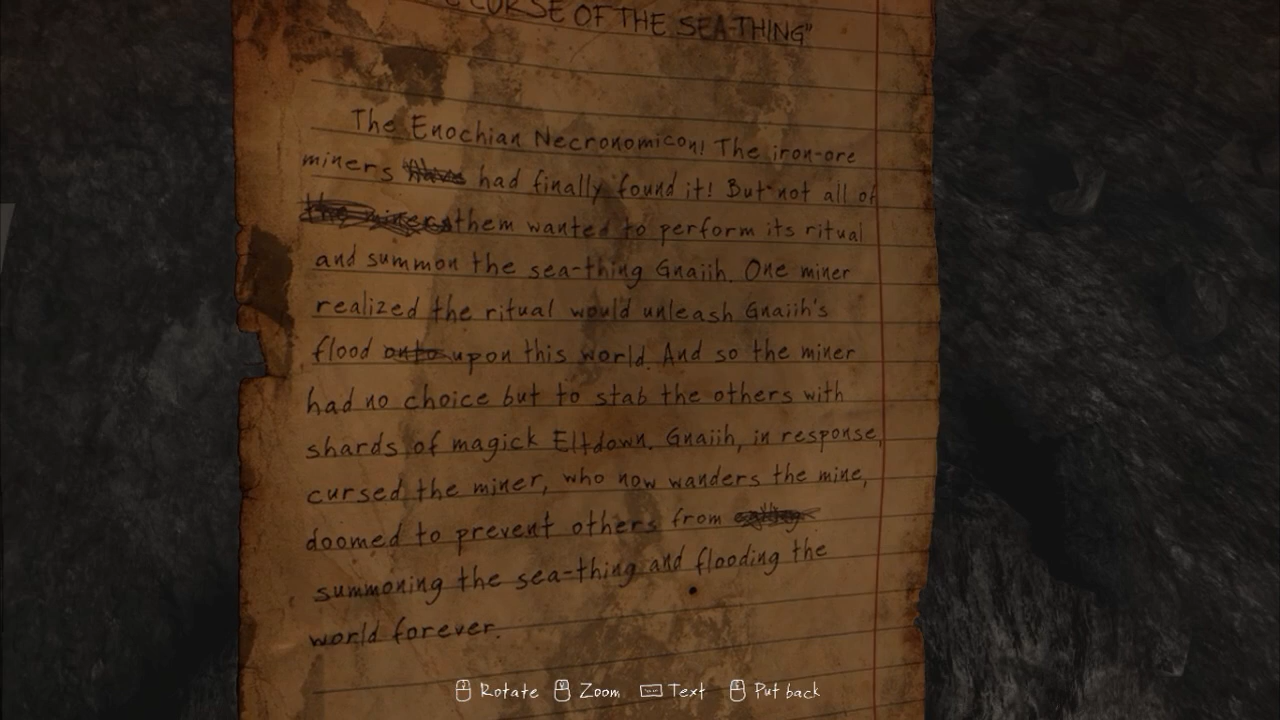 CURSE OF THE SEA-THING"
The Enochian Necronomicon! The iron-ore
miners had finally found it! But not all of
them wanted to perform its ritual
and summon the sea-thing Gnaiih. One miner
realized the ritual would unleash Gnaiih's
flood onto upon this world. And so the miner
had no choice but to stab the others with
shards of magick Eltdown. Gnaiih, in response,
cursed the miner, who now wanders the mine,
doomed to prevent others from
summoning the sea-thing and flooding the
world forever.
Rotate Zoom Text Put back